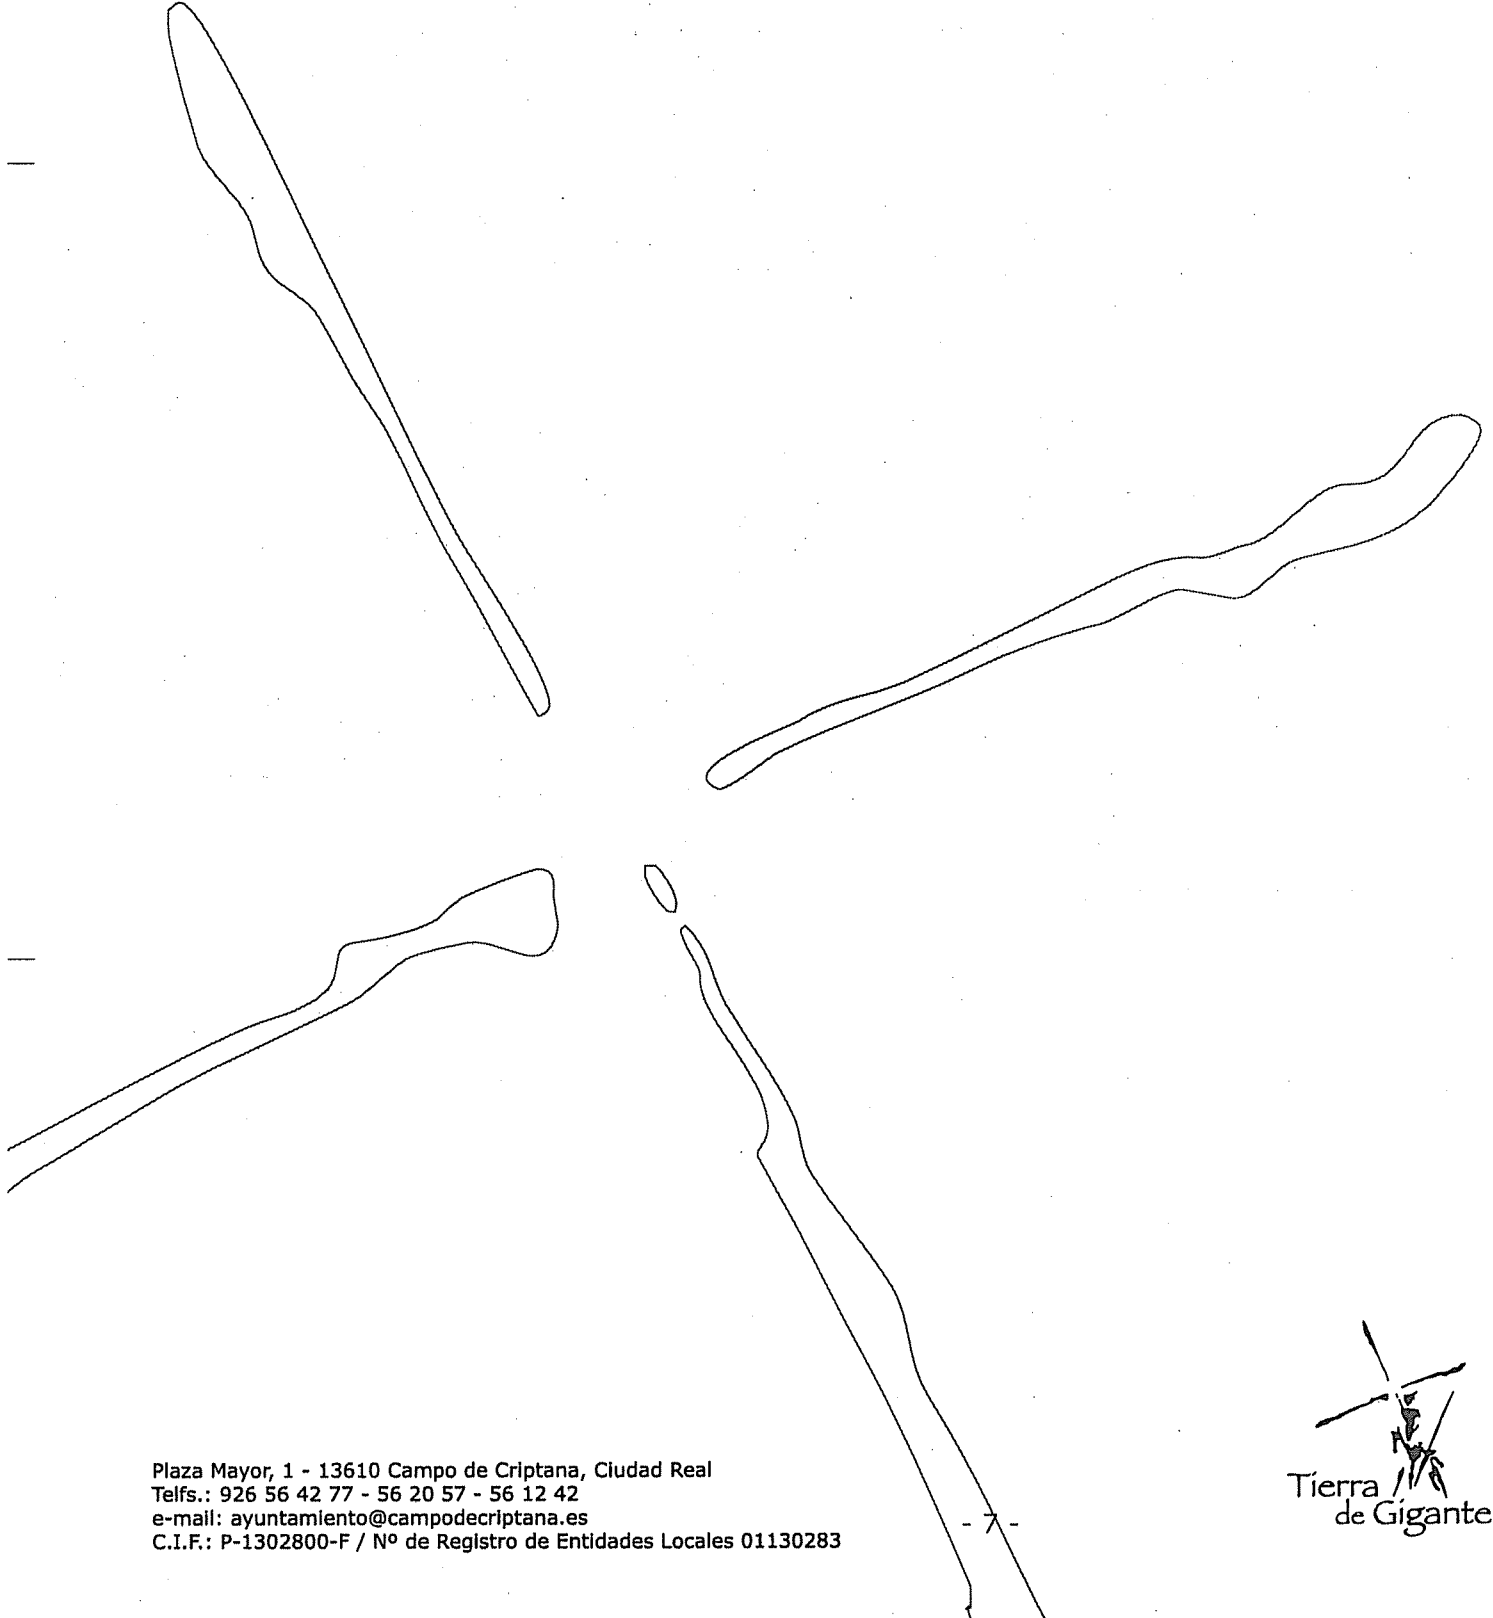 Plaza Mayor, 1 - 13610 Campo de Criptana, Ciudad Real
Telfs.: 926 56 42 77 - 56 20 57 - 56 12 42
e-mail: ayuntamiento@campodecriptana.es
C.I.F.: P-1302800-F / Nº de Registro de Entidades Locales 01130283
- 7 -
Tierra
de Gigante